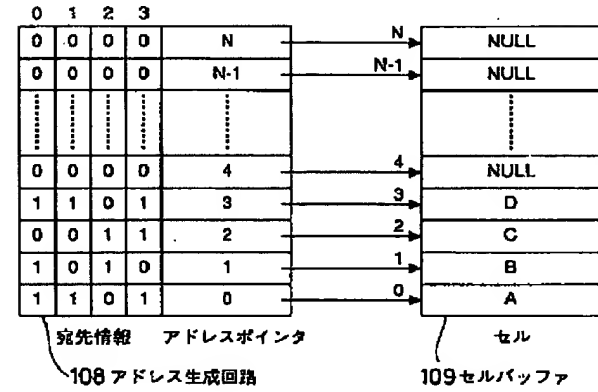 0 1 2 3
0 0 0 0 N N NULL
0 0 0 0 N-1 N-1 NULL
0 0 0 0 4 4 NULL
1 1 0 1 3 3 D
0 0 1 1 2 2 C
1 0 1 0 1 1 B
1 1 0 1 0 0 A
宛先情報 アドレスポインタ セル
108 アドレス生成回路 109 セルバッファ